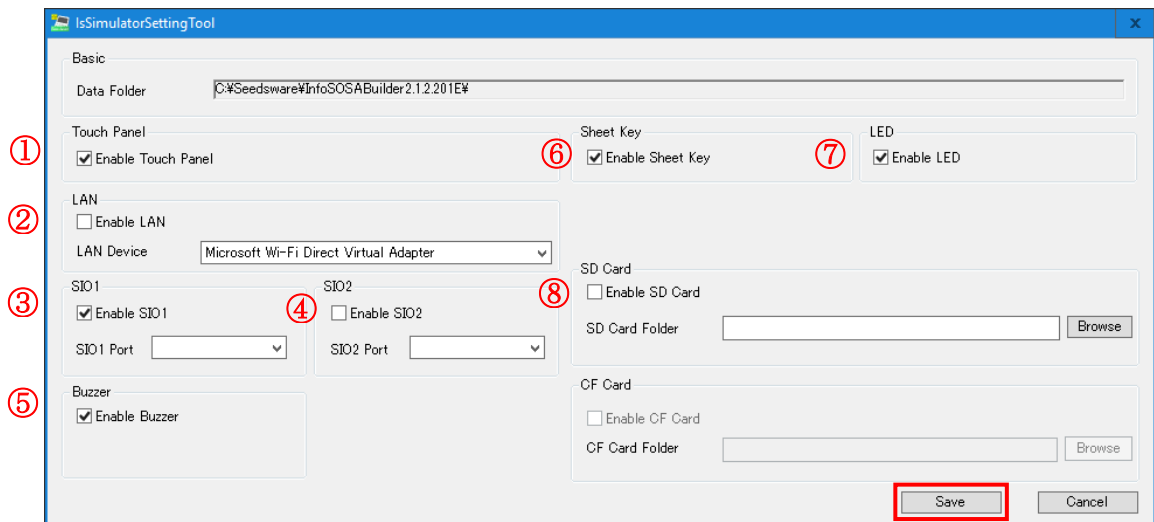 IsSimulatorSettingTool
x
Basic
Data Folder C:¥Seedsware¥InfoSOSABuilder2.1.2.201E¥
Touch Panel
① Enable Touch Panel
Sheet Key
⑥ Enable Sheet Key
LED
⑦ Enable LED
LAN
② Enable LAN
LAN Device Microsoft Wi-Fi Direct Virtual Adapter
SIO1
③ Enable SIO1
SIO1 Port
SIO2
④ Enable SIO2
SIO2 Port
SD Card
⑧ Enable SD Card
SD Card Folder Browse
Buzzer
⑤ Enable Buzzer
CF Card
Enable CF Card
CF Card Folder Browse
Save Cancel